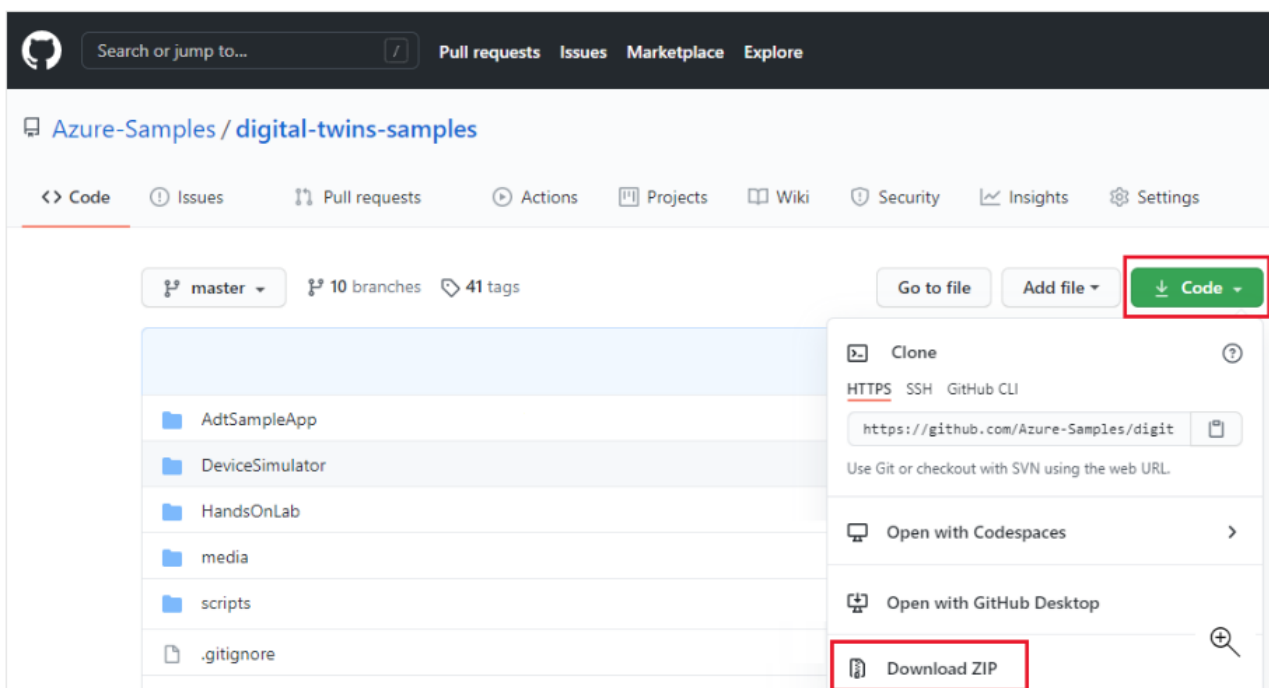 Search or jump to... / Pull requests Issues Marketplace Explore
Azure-Samples / digital-twins-samples
<> Code Issues Pull requests Actions Projects Wiki Security Insights Settings
master 10 branches 41 tags Go to file Add file Code
Clone
HTTPS SSH GitHub CLI
https://github.com/Azure-Samples/digit
Use Git or checkout with SVN using the web URL.
Open with Codespaces
Open with GitHub Desktop
Download ZIP
AdtSampleApp
DeviceSimulator
HandsOnLab
media
scripts
.gitignore